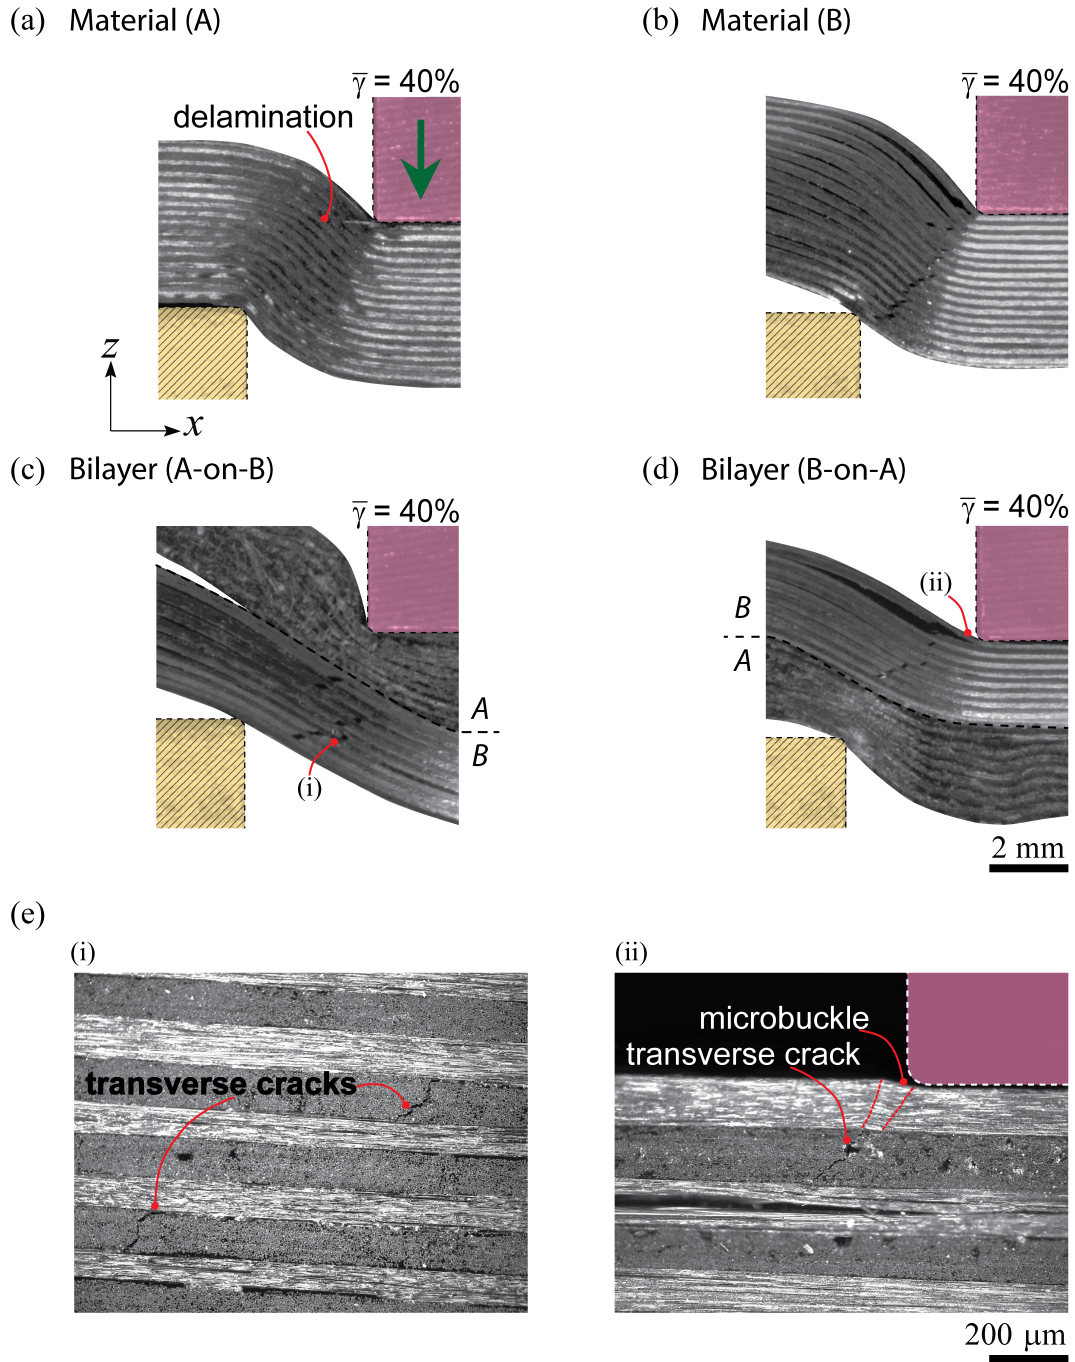 (a) Material (A)
(b) Material (B)
γ̅ = 40%
γ̅ = 40%
delamination
z
x
(c) Bilayer (A-on-B)
(d) Bilayer (B-on-A)
γ̅ = 40%
γ̅ = 40%
(ii)
B
A
A
B
(i)
2 mm
(e)
(i)
(ii)
microbuckle
transverse crack
transverse cracks
200 μm